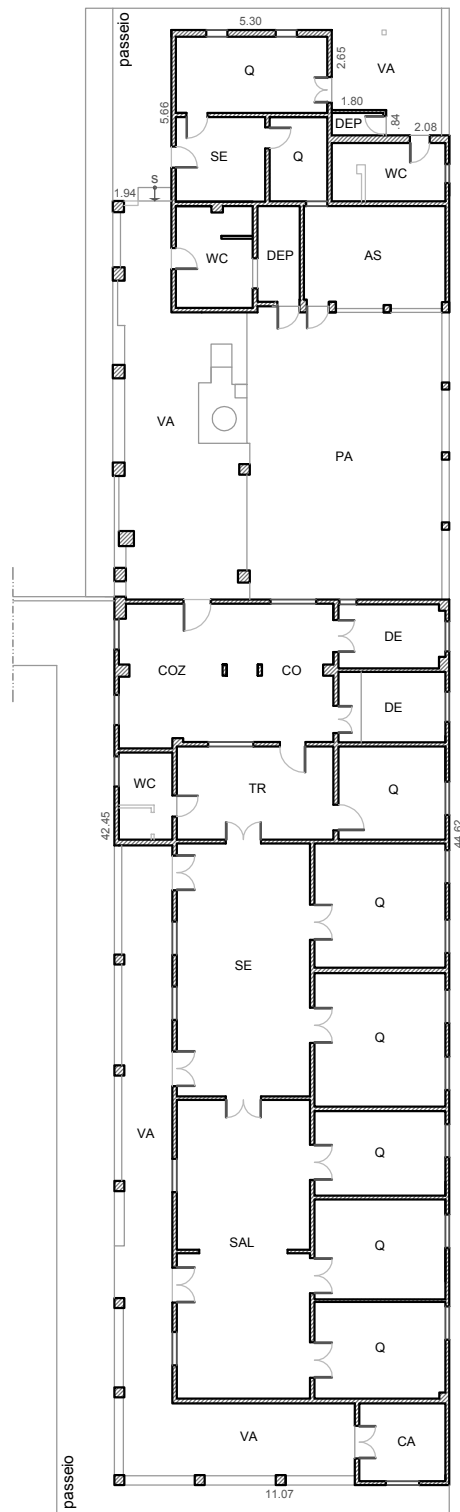 passeio
5.30
Q
2.65
VA
5.66
1.80
DEP
.84
2.08
SE
Q
WC
1.94
S
WC
DEP
AS
VA
PA
COZ
CO
DE
DE
WC
TR
Q
42.45
44.62
Q
SE
Q
VA
Q
SAL
Q
Q
VA
CA
passeio
11.07